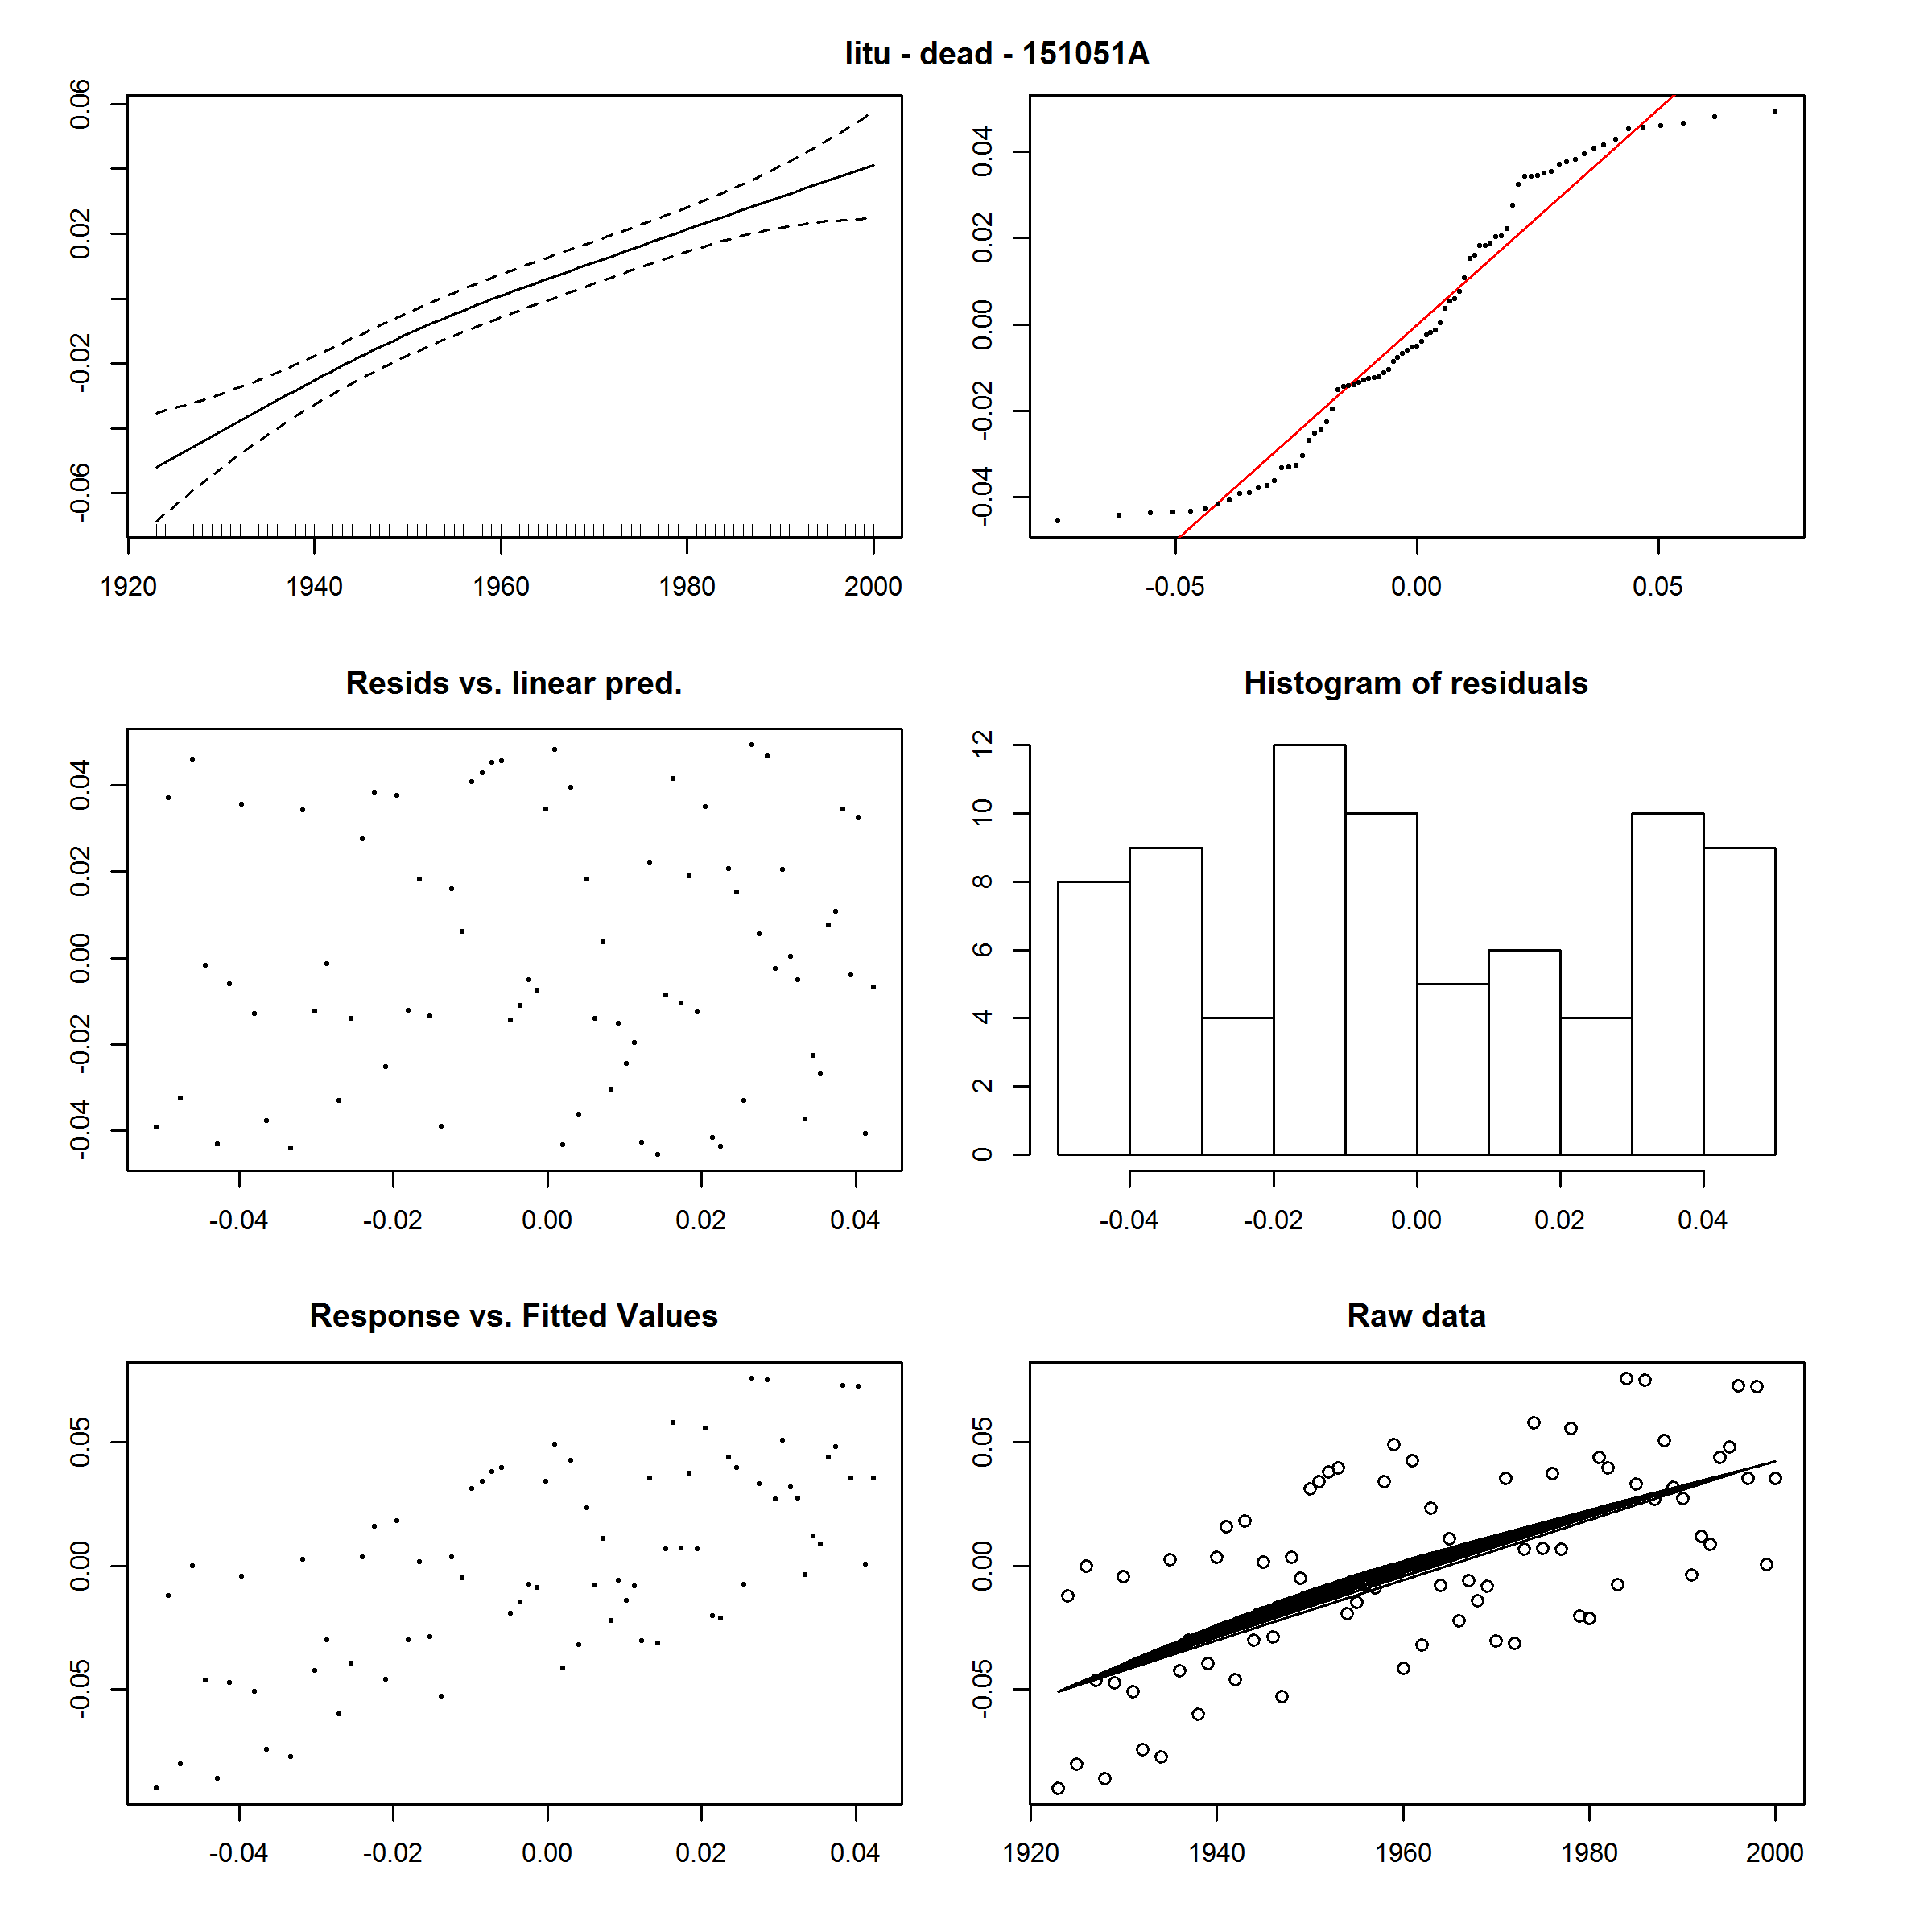 litu - dead - 151051A
0.06
0.02
-0.02
-0.06
1920 1940 1960 1980 2000
0.04
0.02
0.00
-0.02
-0.04
-0.05 0.00 0.05
Resids vs. linear pred.
0.04
0.02
0.00
-0.02
-0.04
-0.04 -0.02 0.00 0.02 0.04
Histogram of residuals
12
10
8
6
4
2
0
-0.04 -0.02 0.00 0.02 0.04
Response vs. Fitted Values
0.05
0.00
-0.05
-0.04 -0.02 0.00 0.02 0.04
Raw data
0.05
0.00
-0.05
1920 1940 1960 1980 2000